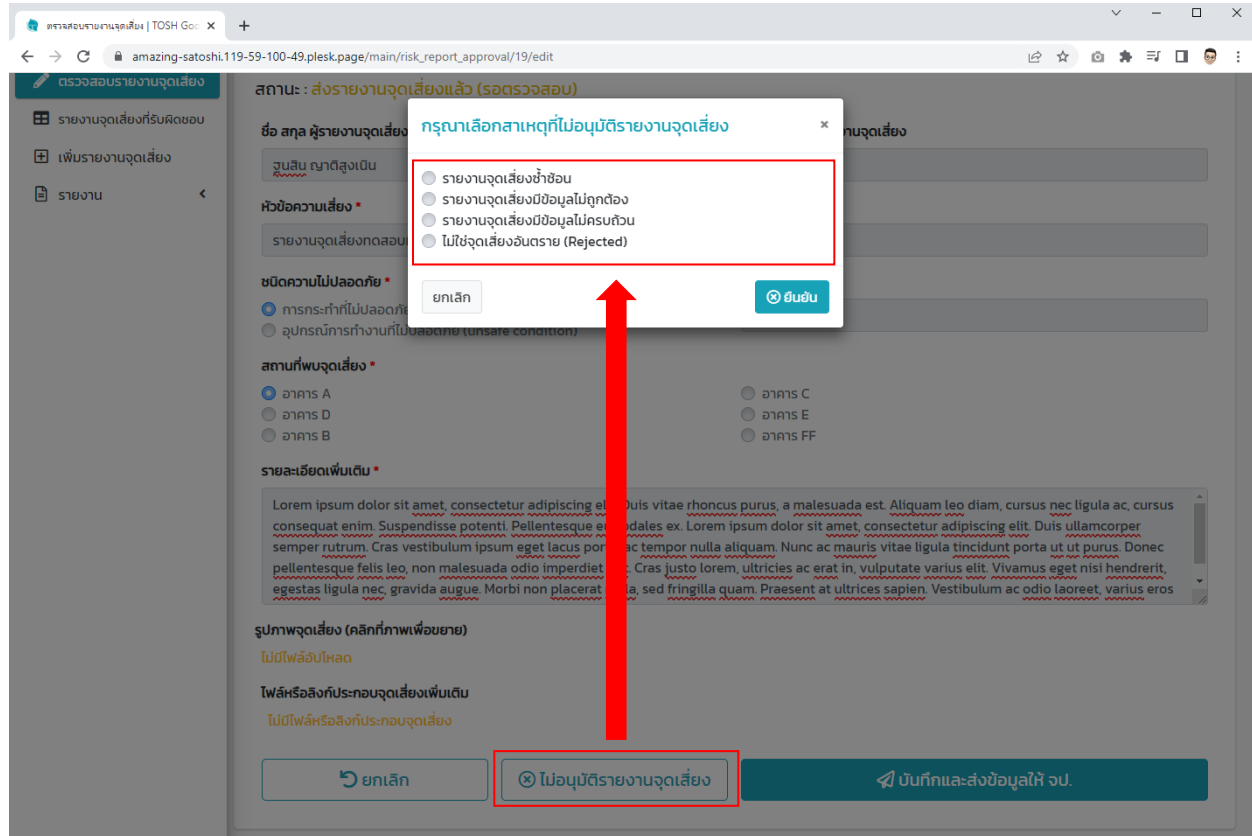 ตรวจสอบรายงานจุดเสี่ยง | TOSH Goo
amazing-satoshi.119-59-100-49.plesk.page/main/risk_report_approval/19/edit
ตรวจสอบรายงานจุดเสี่ยง
รายงานจุดเสี่ยงที่รับผิดชอบ
เพิ่มรายงานจุดเสี่ยง
รายงาน
สถานะ : ส่งรายงานจุดเสี่ยงแล้ว (รอตรวจสอบ)
กรุณาเลือกสาเหตุที่ไม่อนุมัติรายงานจุดเสี่ยง ×
รายงานจุดเสี่ยงซ้ำซ้อน
รายงานจุดเสี่ยงมีข้อมูลไม่ถูกต้อง
รายงานจุดเสี่ยงมีข้อมูลไม่ครบถ้วน
ไม่ใช่จุดเสี่ยงอันตราย (Rejected)
ยกเลิก ยืนยัน
ชื่อ สกุล ผู้รายงานจุดเสี่ยง านจุดเสี่ยง
ฐนสิน ญาติสูงเนิน
หัวข้อความเสี่ยง *
รายงานจุดเสี่ยงทดสอบ
ชนิดความไม่ปลอดภัย *
การกระทำที่ไม่ปลอดภัย
อุปกรณ์การทำงานที่ไม่ปลอดภัย (unsafe condition)
สถานที่พบจุดเสี่ยง *
อาคาร A อาคาร C
อาคาร D อาคาร E
อาคาร B อาคาร FF
รายละเอียดเพิ่มเติม *
Lorem ipsum dolor sit amet, consectetur adipiscing el Duis vitae rhoncus purus, a malesuada est. Aliquam leo diam, cursus nec ligula ac, cursus
consequat enim. Suspendisse potenti. Pellentesque e dales ex. Lorem ipsum dolor sit amet, consectetur adipiscing elit. Duis ullamcorper
semper rutrum. Cras vestibulum ipsum eget lacus por ac tempor nulla aliquam. Nunc ac mauris vitae ligula tincidunt porta ut ut purus. Donec
pellentesque felis leo, non malesuada odio imperdiet Cras justo lorem, ultricies ac erat in, vulputate varius elit. Vivamus eget nisi hendrerit,
egestas ligula nec, gravida augue. Morbi non placerat la, sed fringilla quam. Praesent at ultrices sapien. Vestibulum ac odio laoreet, varius eros
รูปภาพจุดเสี่ยง (คลิกที่ภาพเพื่อขยาย)
ไม่มีไฟล์อัปโหลด
ไฟล์หรือลิงก์ประกอบจุดเสี่ยงเพิ่มเติม
ไม่มีไฟล์หรือลิงก์ประกอบจุดเสี่ยง
ยกเลิก ไม่อนุมัติรายงานจุดเสี่ยง บันทึกและส่งข้อมูลให้ จป.